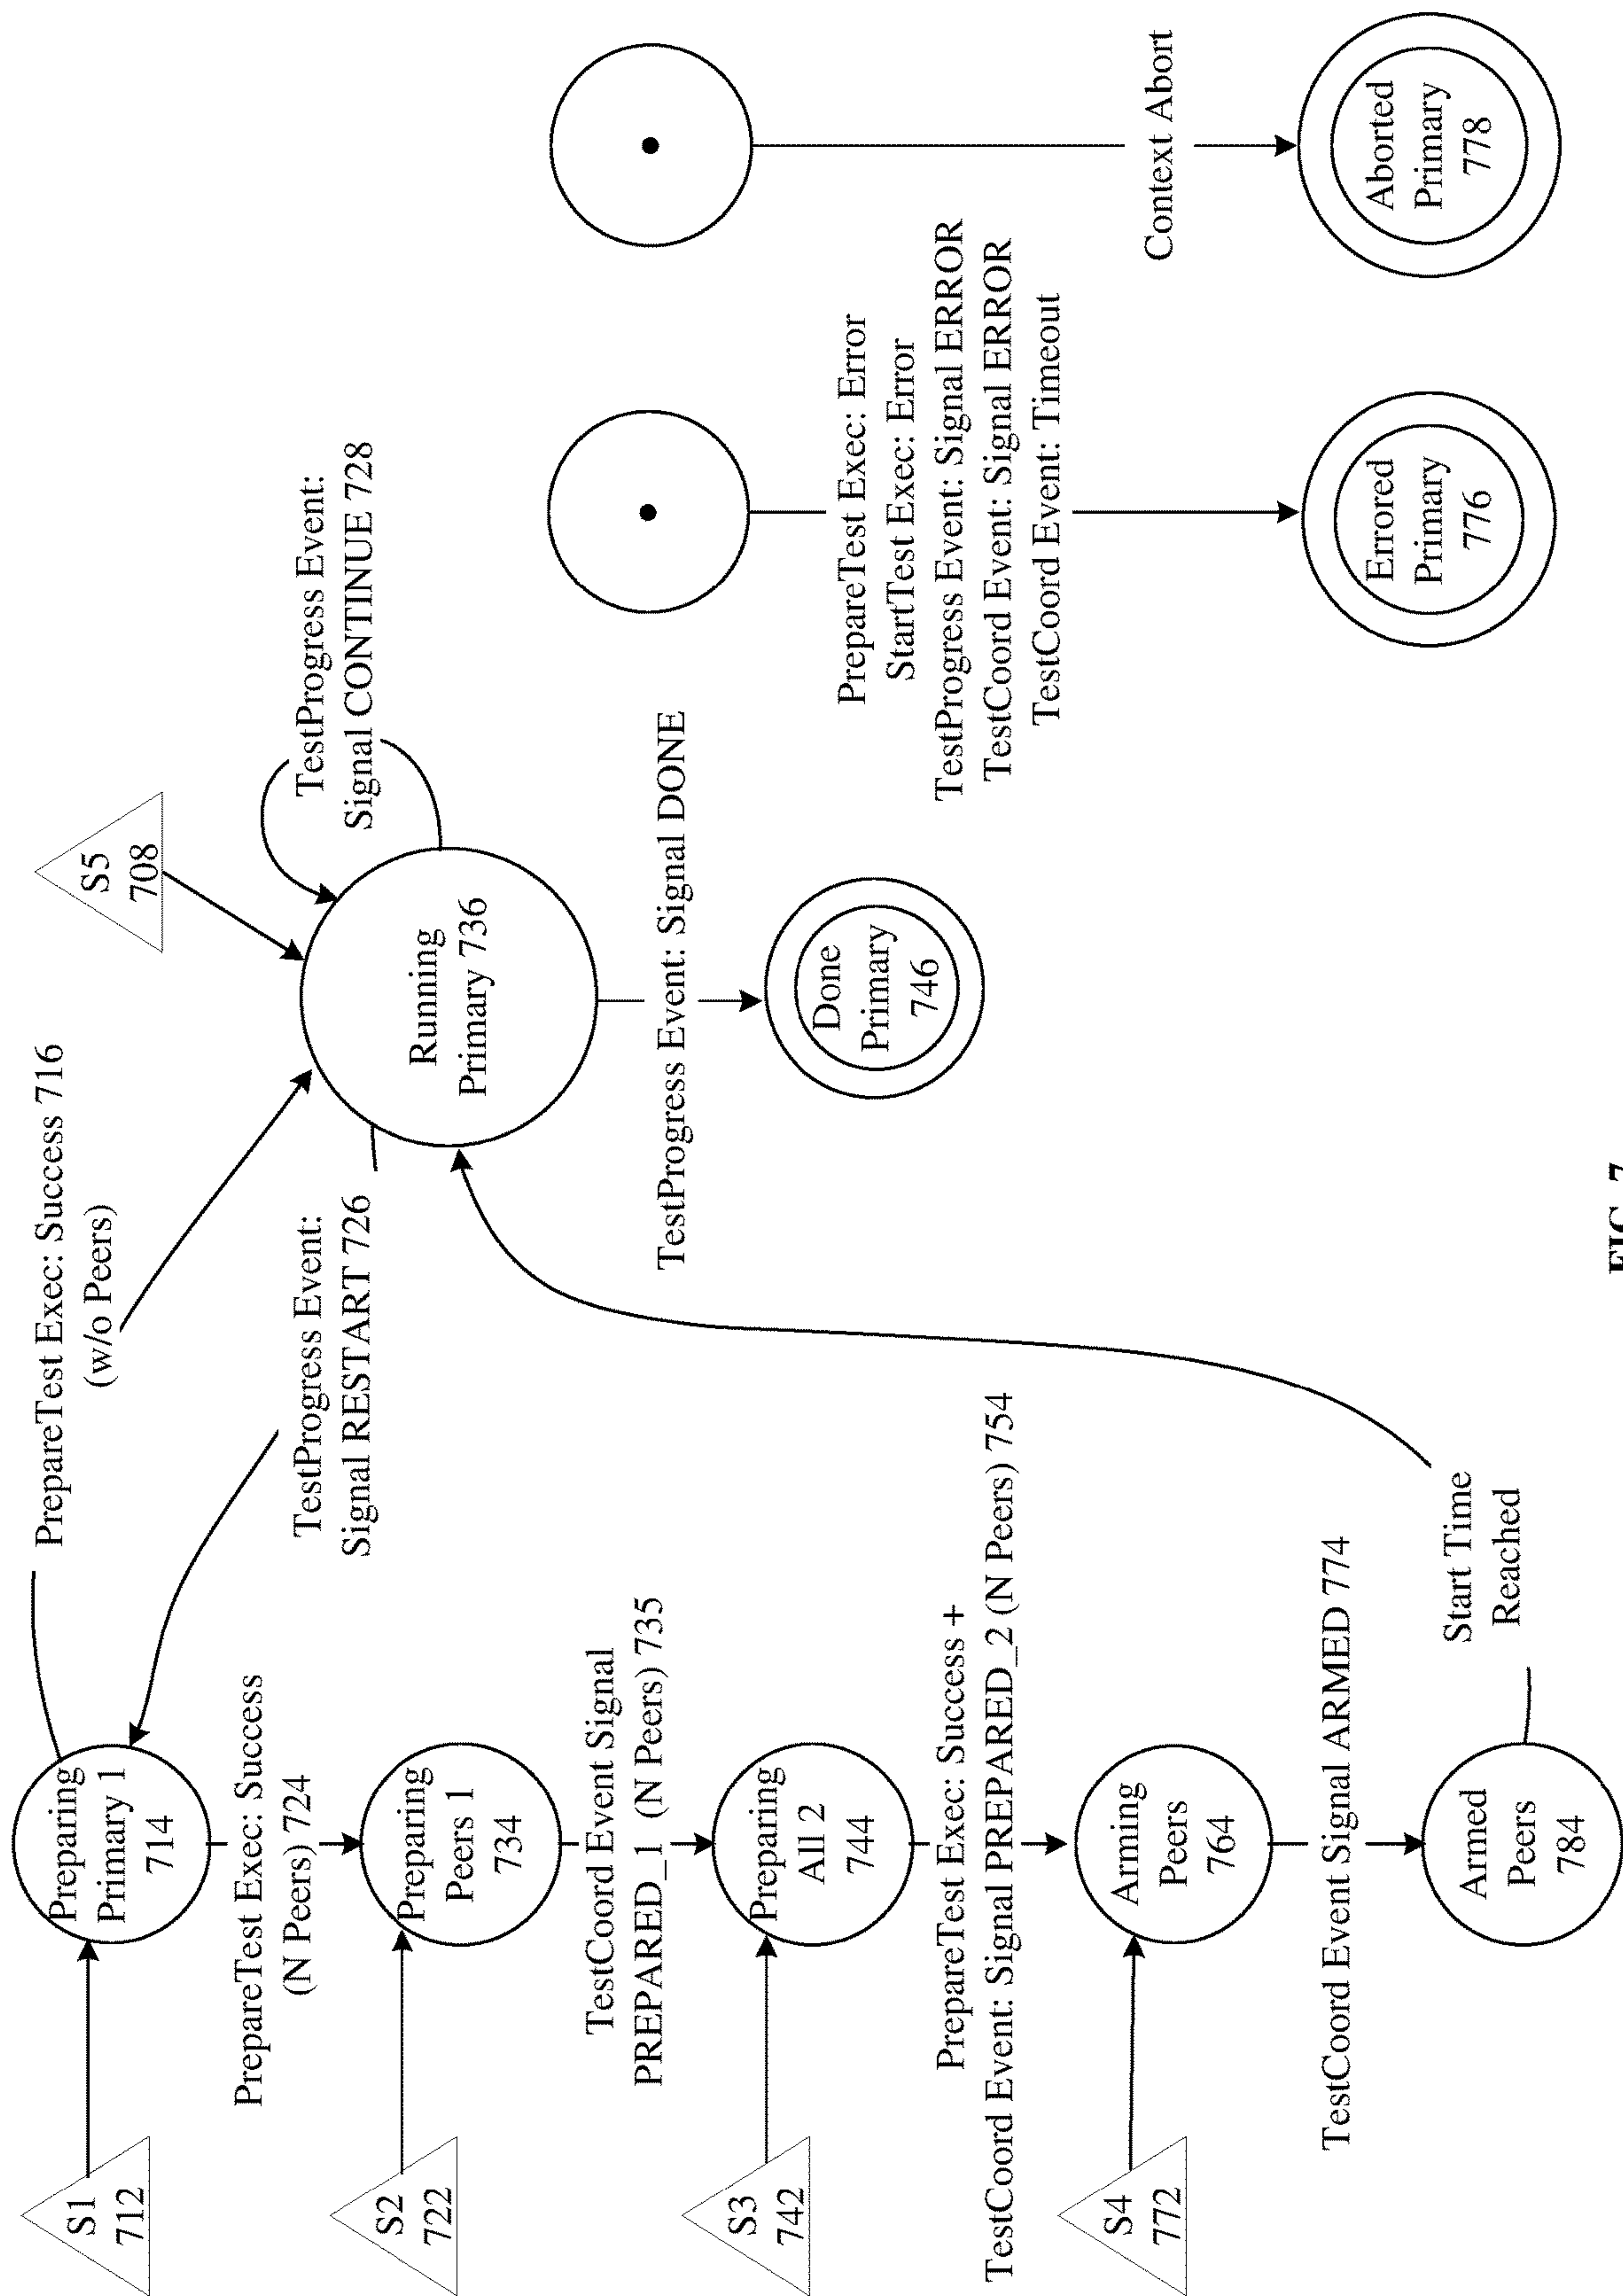 S1
712
Preparing
Primary 1
714
PrepareTest Exec: Success 716
(w/o Peers)
S5
708
PrepareTest Exec: Success
(N Peers) 724
TestProgress Event:
Signal RESTART 726
TestProgress Event:
Signal CONTINUE 728
S2
722
Preparing
Peers 1
734
Running
Primary 736
TestCoord Event Signal
PREPARED_1 (N Peers) 735
TestProgress Event: Signal DONE
S3
742
Preparing
All 2
744
Done
Primary
746
PrepareTest Exec: Success +
TestCoord Event: Signal PREPARED_2 (N Peers) 754
PrepareTest Exec: Error
StartTest Exec: Error
TestProgress Event: Signal ERROR
TestCoord Event: Signal ERROR
TestCoord Event: Timeout
Context Abort
S4
772
Arming
Peers
764
TestCoord Event Signal ARMED 774
Armed
Peers
784
Start Time
Reached
Errored
Primary
776
Aborted
Primary
778
FIG. 7